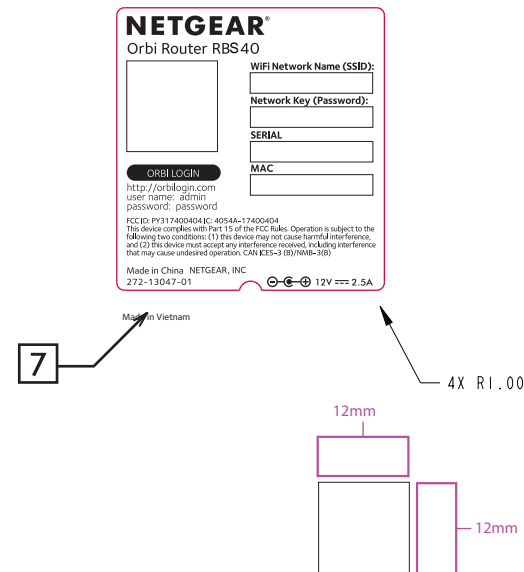 NETGEAR®
Orbi Router RBS40
WiFi Network Name (SSID):
Network Key (Password):
SERIAL
MAC
ORBI LOGIN
http://orbilogin.com
user name: admin
password: password
FCC ID: PY317400404 IC: 4054A-17400404
This device complies with Part 15 of the FCC Rules. Operation is subject to the
following two conditions: (1) this device may not cause harmful interference,
and (2) this device must accept any interference received, including interference
that may cause undesired operation. CAN ICES-3 (B)/NMB-3(B)
Made in China NETGEAR, INC
272-13047-01 12V 2.5A
Made in Vietnam
7
4X R1.00
12mm
12mm